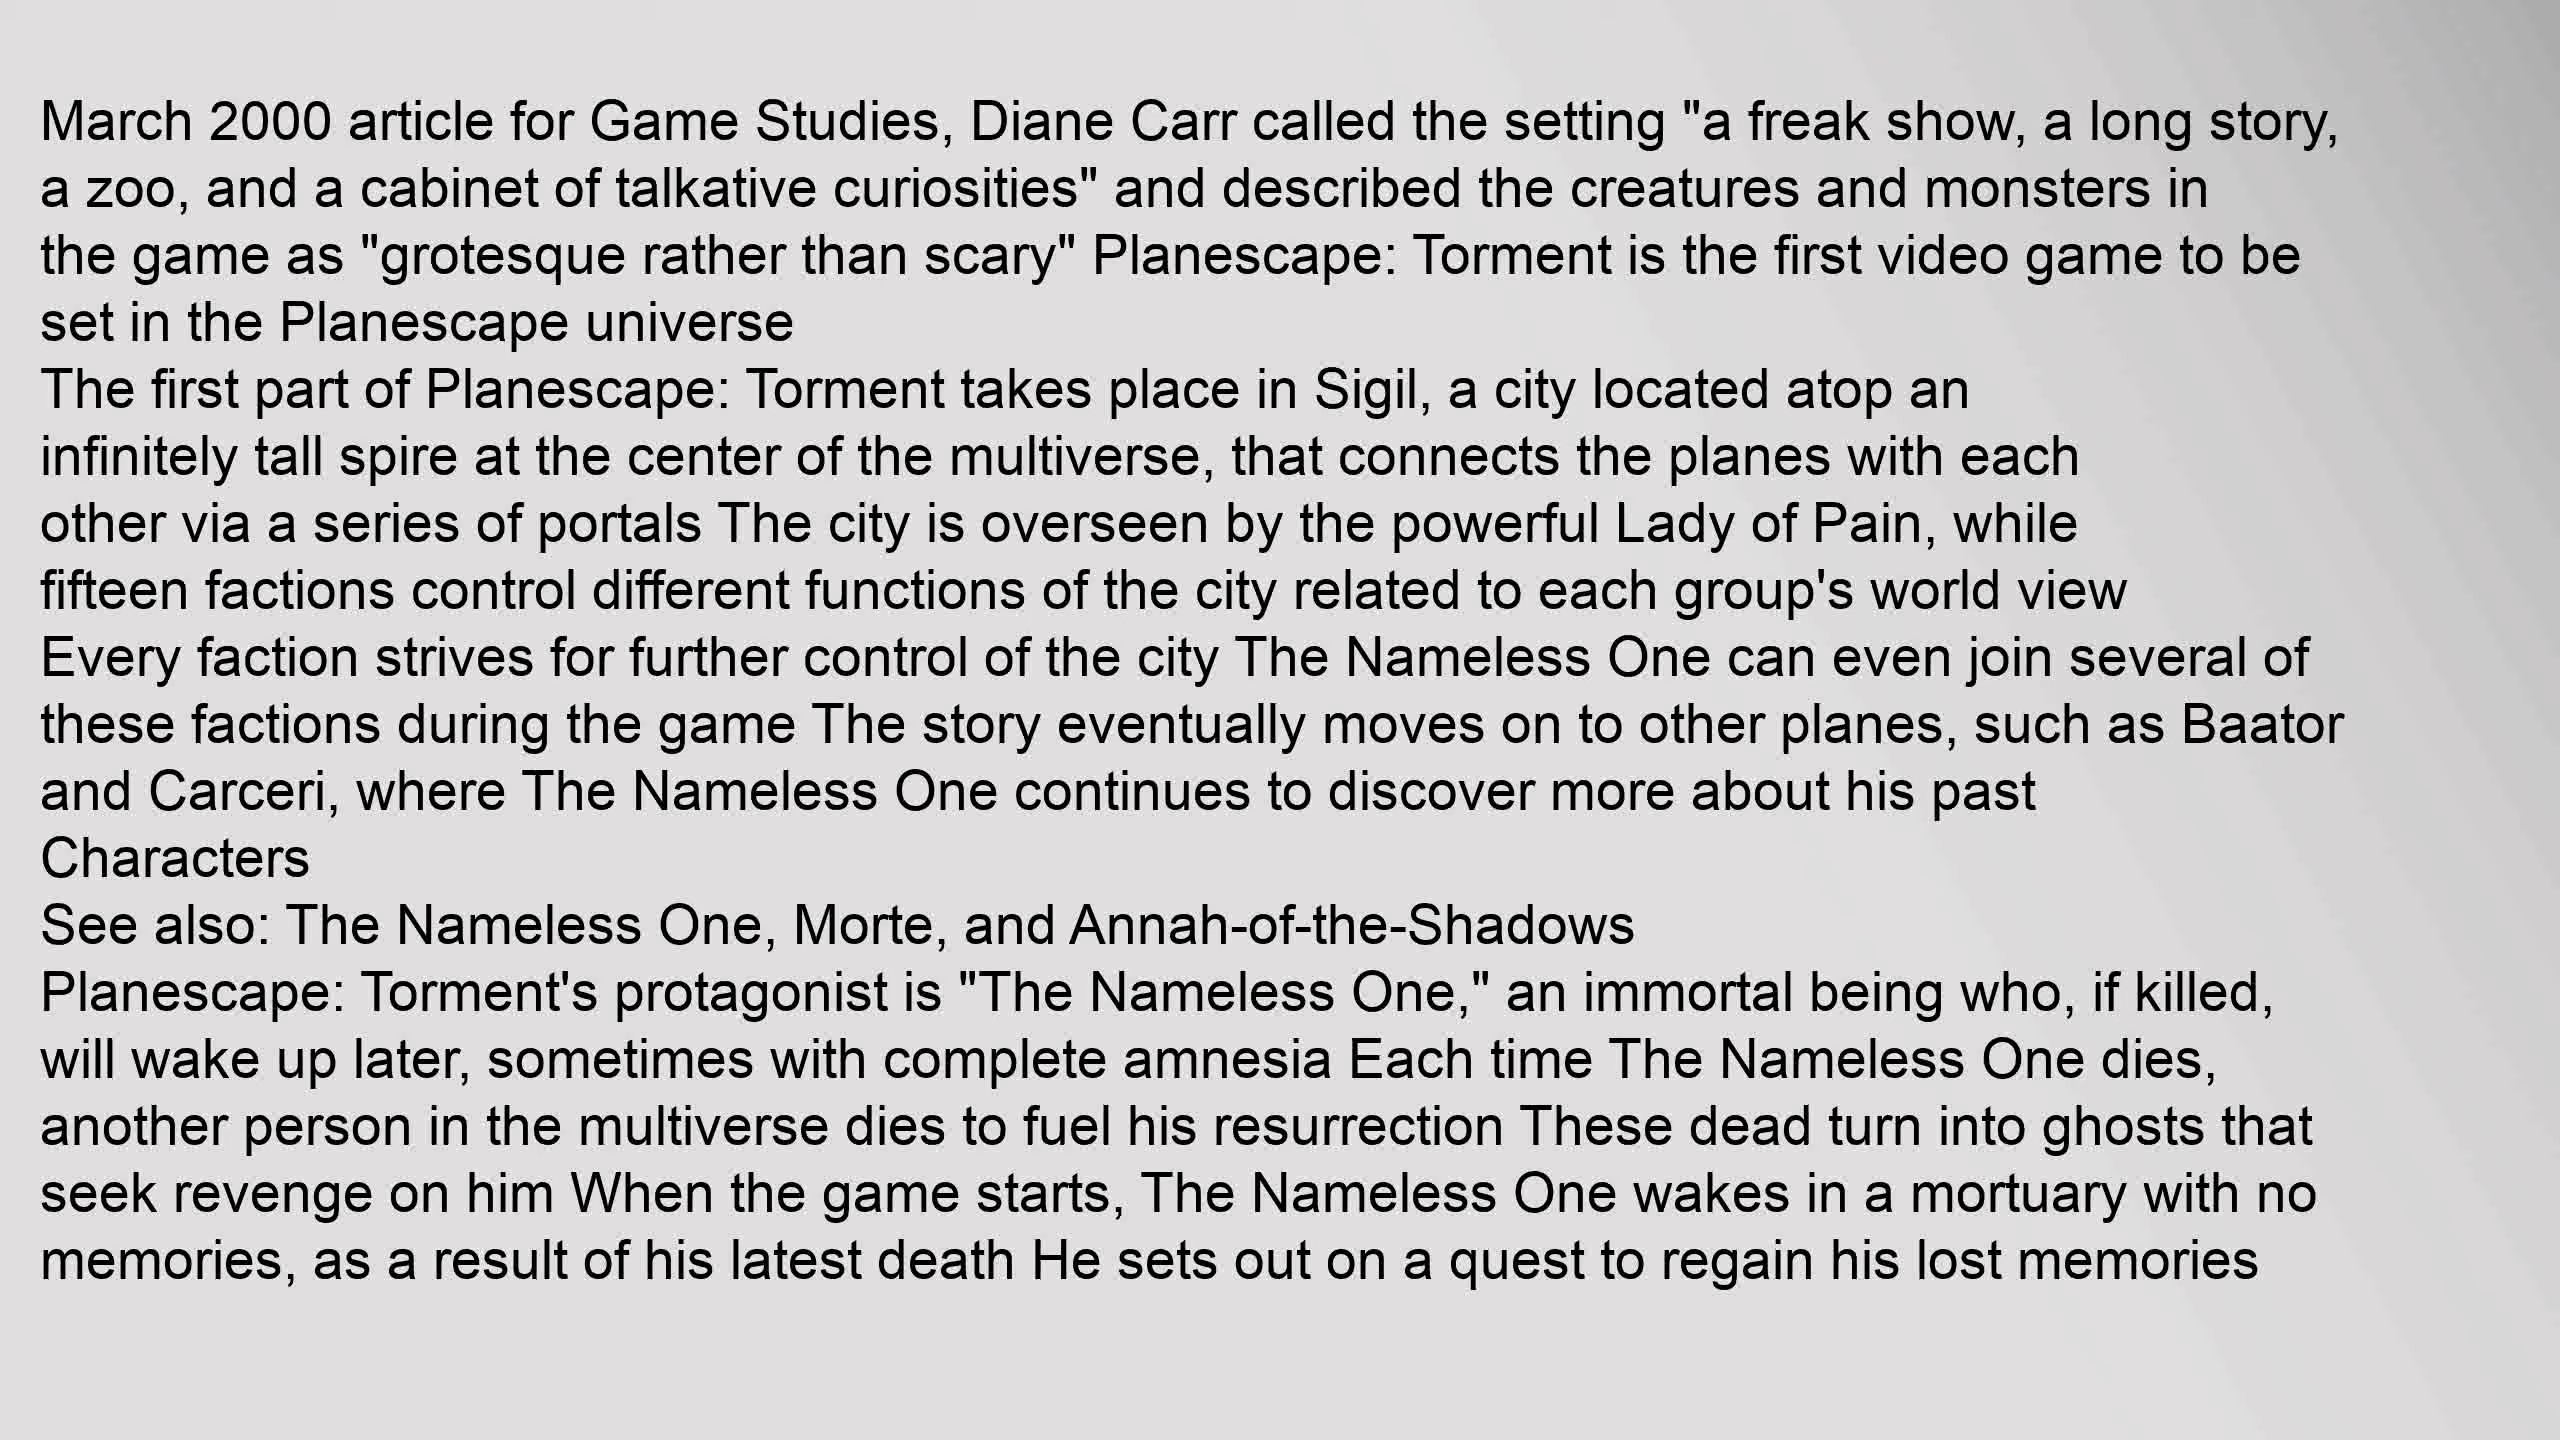 March 2000 article for Game Studies, Diane Carr called the setting "a freak show, a long story,
a zoo, and a cabinet of talkative curiosities" and described the creatures and monsters in
the game as "grotesque rather than scary" Planescape: Torment is the first video game to be
set in the Planescape universe
The first part of Planescape: Torment takes place in Sigil, a city located atop an
infinitely tall spire at the center of the multiverse, that connects the planes with each
other via a series of portals The city is overseen by the powerful Lady of Pain, while
fifteen factions control different functions of the city related to each group's world view
Every faction strives for further control of the city The Nameless One can even join several of
these factions during the game The story eventually moves on to other planes, such as Baator
and Carceri, where The Nameless One continues to discover more about his past
Characters
See also: The Nameless One, Morte, and Annah-of-the-Shadows
Planescape: Torment's protagonist is "The Nameless One," an immortal being who, if killed,
will wake up later, sometimes with complete amnesia Each time The Nameless One dies,
another person in the multiverse dies to fuel his resurrection These dead turn into ghosts that
seek revenge on him When the game starts, The Nameless One wakes in a mortuary with no
memories, as a result of his latest death He sets out on a quest to regain his lost memories